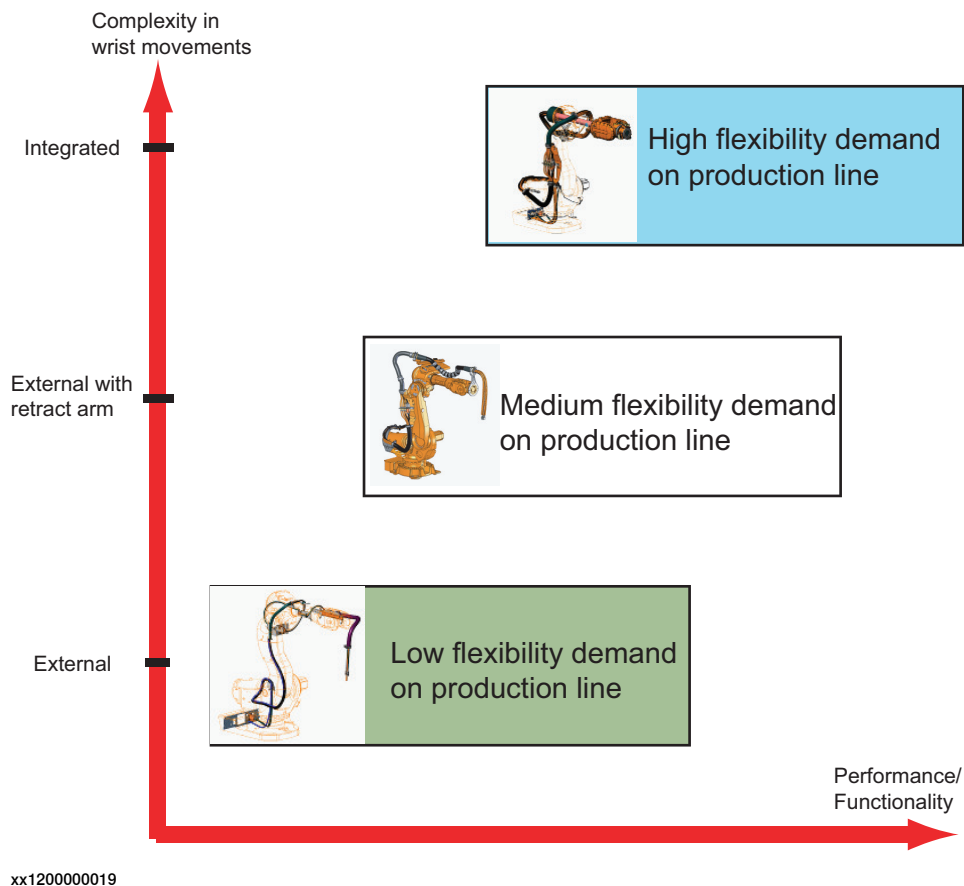 Complexity in
wrist movements
Integrated
High flexibility demand
on production line
External with
retract arm
Medium flexibility demand
on production line
External
Low flexibility demand
on production line
Performance/
Functionality
xx1200000019